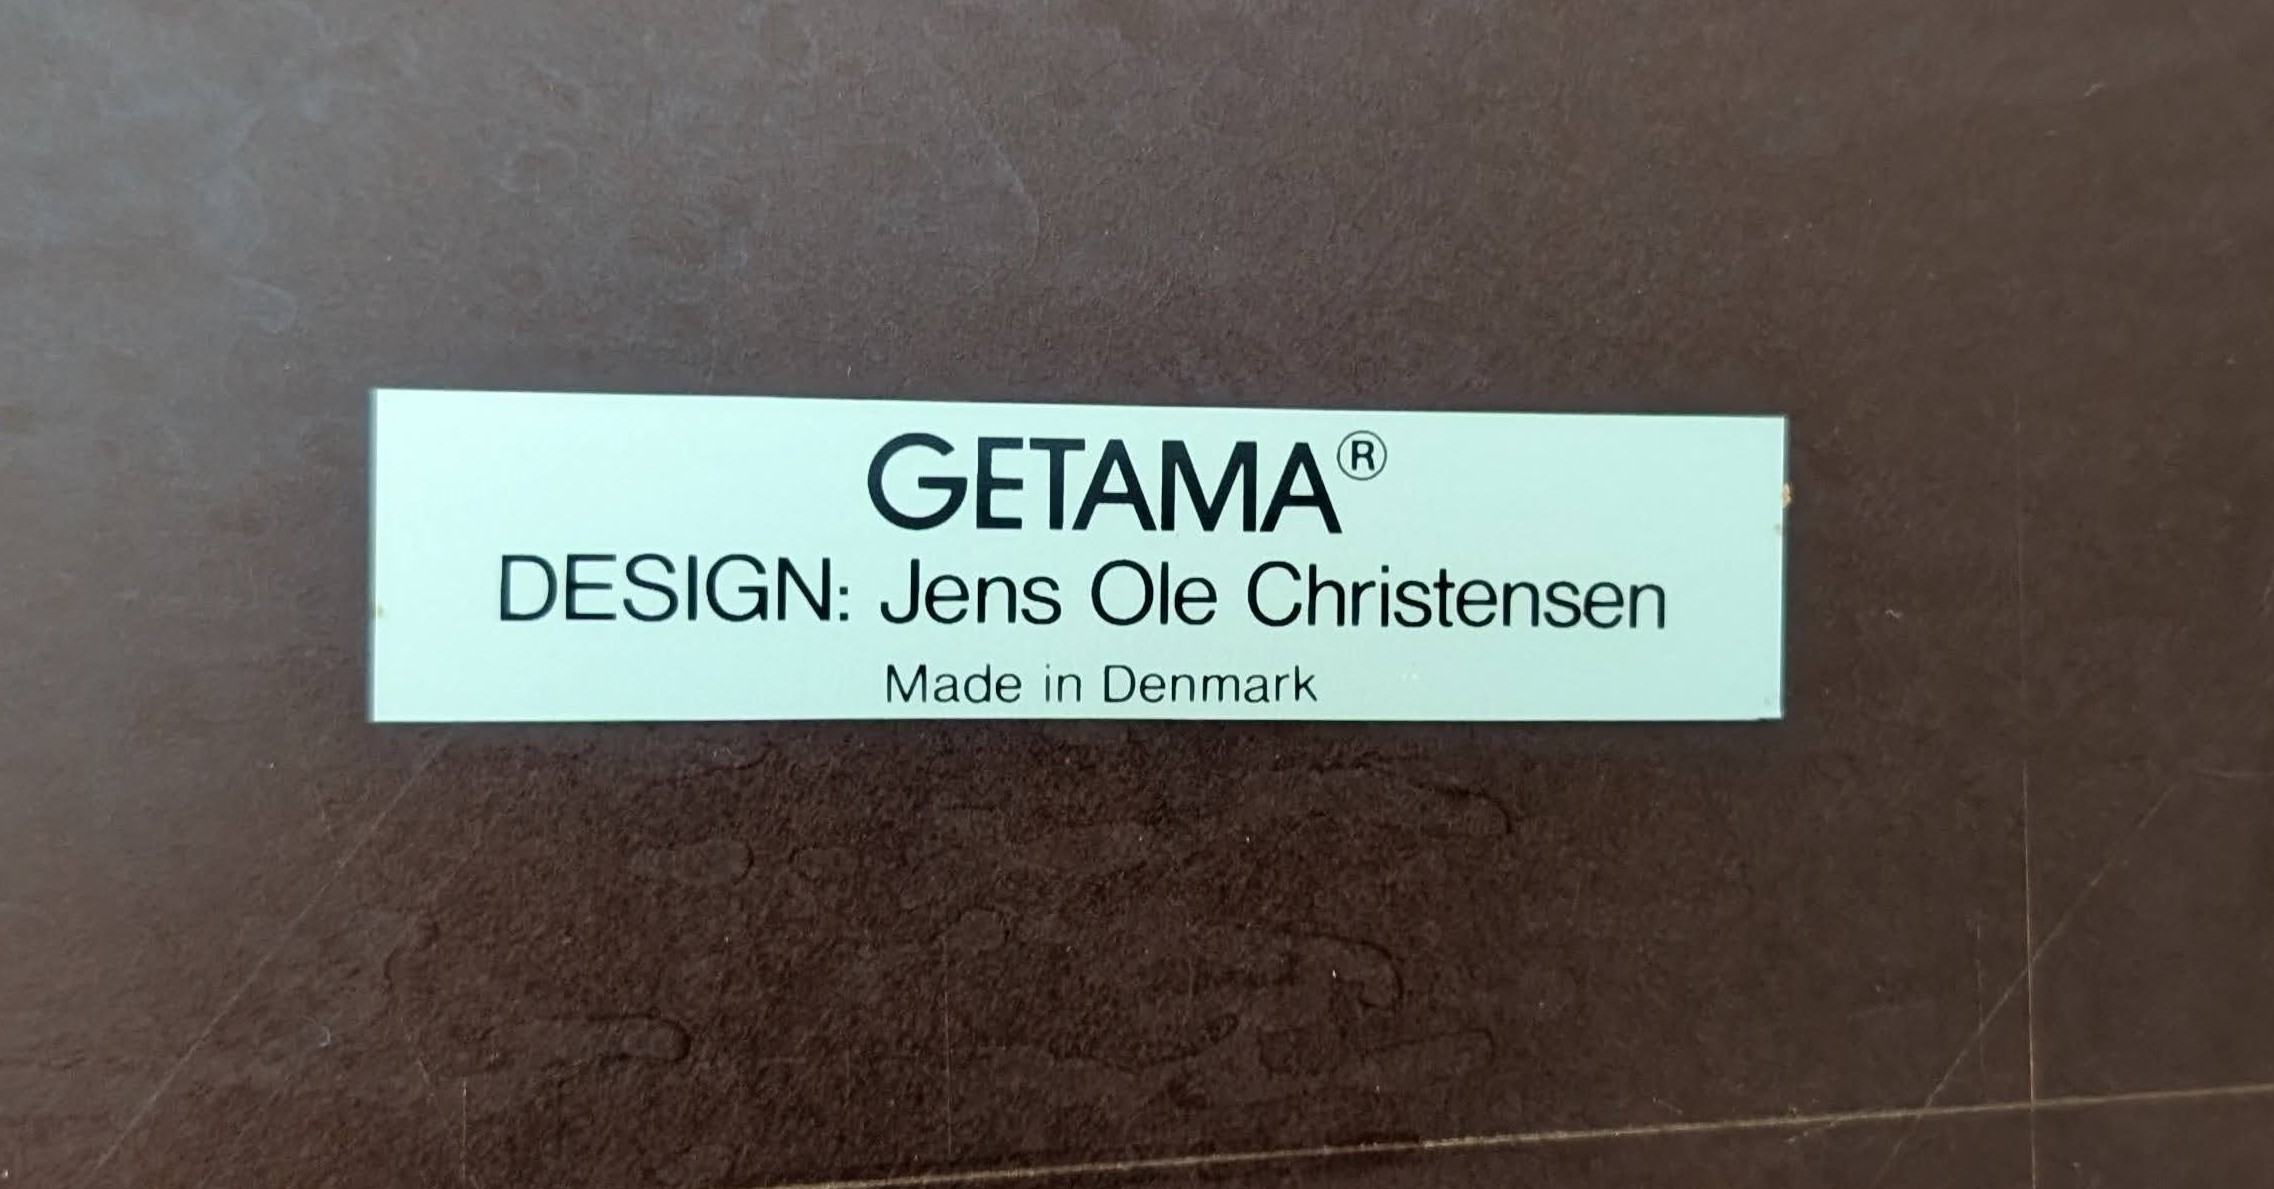 GETAMA®
DESIGN: Jens Ole Christensen
Made in Denmark